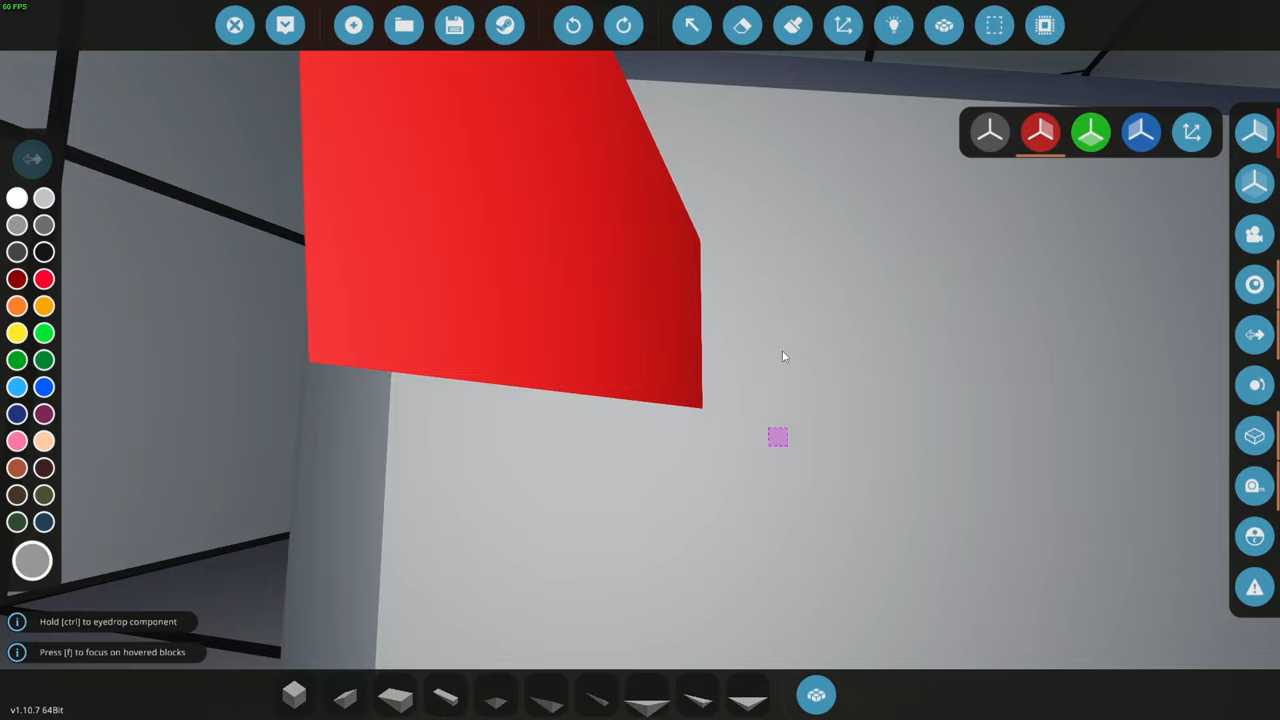 60 FPS
Hold [ctrl] to eyedrop component
Press [f] to focus on hovered blocks
v1.10.7 64Bit